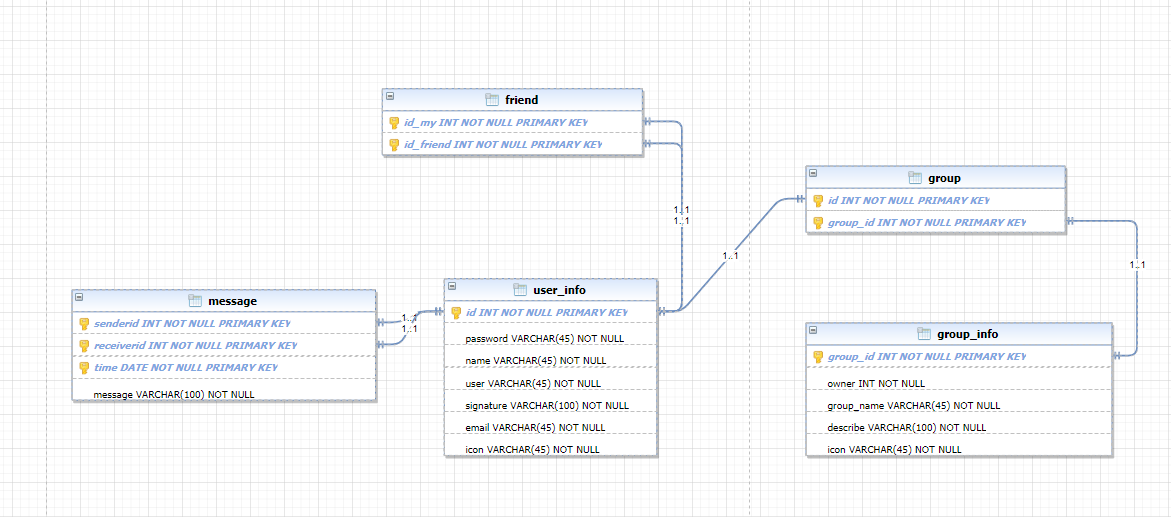 friend
id_my INT NOT NULL PRIMARY KEY
id_friend INT NOT NULL PRIMARY KEY
group
id INT NOT NULL PRIMARY KEY
group_id INT NOT NULL PRIMARY KEY
1..1
1..1
1..1
1..1
message
senderid INT NOT NULL PRIMARY KEY
receiverid INT NOT NULL PRIMARY KEY
time DATE NOT NULL PRIMARY KEY
message VARCHAR(100) NOT NULL
1..1
1..1
user_info
id INT NOT NULL PRIMARY KEY
password VARCHAR(45) NOT NULL
name VARCHAR(45) NOT NULL
user VARCHAR(45) NOT NULL
signature VARCHAR(100) NOT NULL
email VARCHAR(45) NOT NULL
icon VARCHAR(45) NOT NULL
group_info
group_id INT NOT NULL PRIMARY KEY
owner INT NOT NULL
group_name VARCHAR(45) NOT NULL
describe VARCHAR(100) NOT NULL
icon VARCHAR(45) NOT NULL